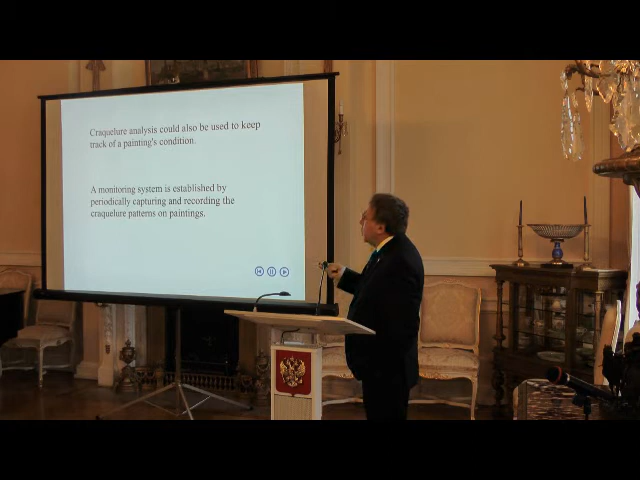 Craquelure analysis could also be used to keep
track of a painting's condition.
A monitoring system is established by
periodically capturing and recording the
craquelure patterns on paintings.